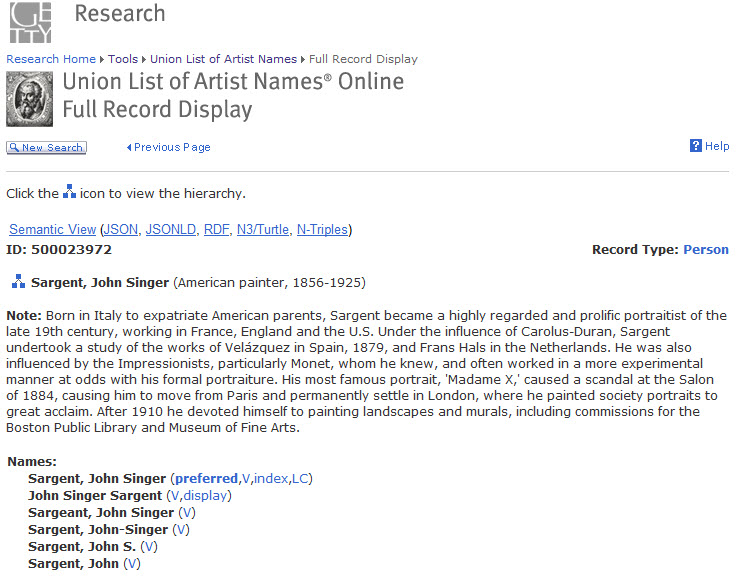 GE
TTY
Research
Research Home Tools Union List of Artist Names Full Record Display
Union List of Artist Names® Online
Full Record Display
New Search Previous Page Help
Click the icon to view the hierarchy.
Semantic View (JSON, JSONLD, RDF, N3/Turtle, N-Triples)
ID: 500023972 Record Type: Person
Sargent, John Singer (American painter, 1856-1925)
Note: Born in Italy to expatriate American parents, Sargent became a highly regarded and prolific portraitist of the
late 19th century, working in France, England and the U.S. Under the influence of Carolus-Duran, Sargent
undertook a study of the works of Velázquez in Spain, 1879, and Frans Hals in the Netherlands. He was also
influenced by the Impressionists, particularly Monet, whom he knew, and often worked in a more experimental
manner at odds with his formal portraiture. His most famous portrait, 'Madame X,' caused a scandal at the Salon
of 1884, causing him to move from Paris and permanently settle in London, where he painted society portraits to
great acclaim. After 1910 he devoted himself to painting landscapes and murals, including commissions for the
Boston Public Library and Museum of Fine Arts.
Names:
Sargent, John Singer (preferred,V,index,LC)
John Singer Sargent (V,display)
Sargeant, John Singer (V)
Sargent, John-Singer (V)
Sargent, John S. (V)
Sargent, John (V)